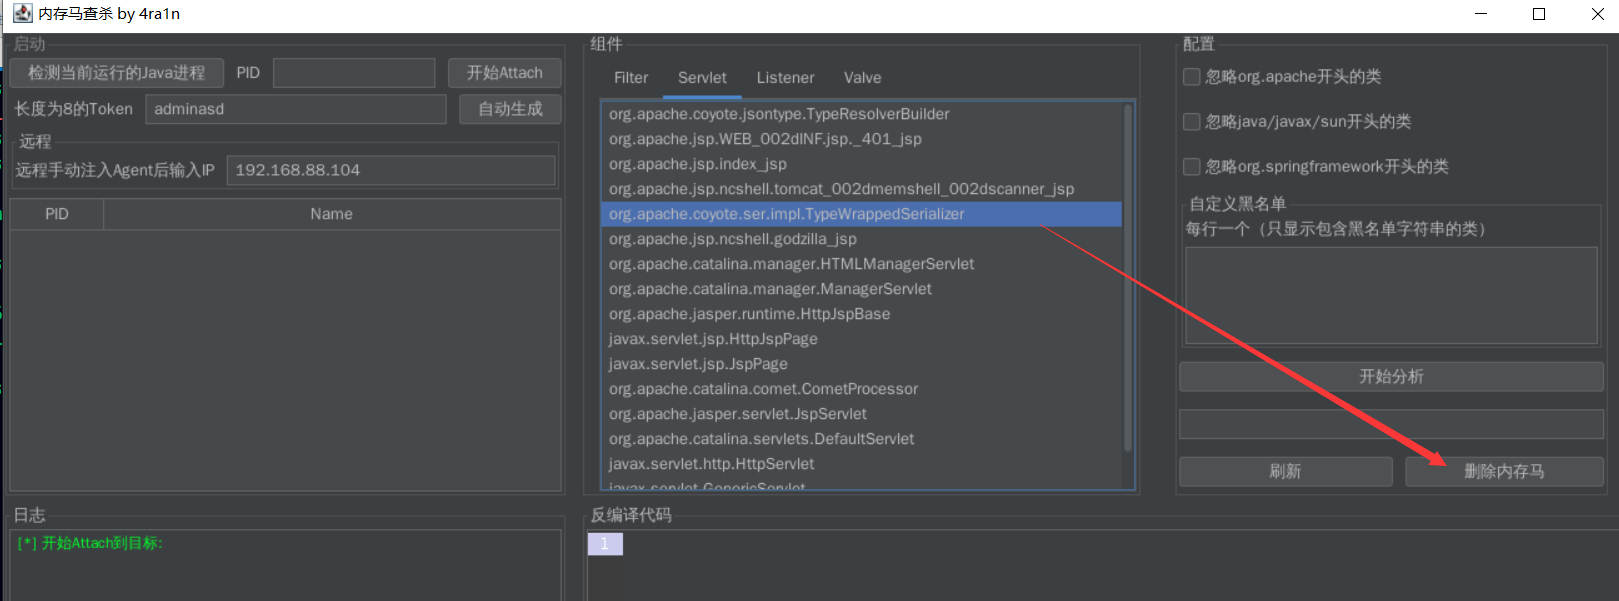 内存马查杀 by 4ra1n
启动
检测当前运行的Java进程 PID 开始Attach
长度为8的Token adminasd 自动生成
远程
远程手动注入Agent后输入IP 192.168.88.104
PID Name
组件
Filter Servlet Listener Valve
org.apache.coyote.jsontype.TypeResolverBuilder
org.apache.jsp.WEB_002dINF.jsp._401_jsp
org.apache.jsp.index_jsp
org.apache.jsp.ncshell.tomcat_002dmemshell_002dscanner_jsp
org.apache.coyote.ser.impl.TypeWrappedSerializer
org.apache.jsp.ncshell.godzilla_jsp
org.apache.catalina.manager.HTMLManagerServlet
org.apache.catalina.manager.ManagerServlet
org.apache.jasper.runtime.HttpJspBase
javax.servlet.jsp.HttpJspPage
javax.servlet.jsp.JspPage
org.apache.catalina.comet.CometProcessor
org.apache.jasper.servlet.JspServlet
org.apache.catalina.servlets.DefaultServlet
javax.servlet.http.HttpServlet
javax.servlet.GenericServlet
配置
忽略org.apache开头的类
忽略java/javax/sun开头的类
忽略org.springframework开头的类
自定义黑名单
每行一个（只显示包含黑名单字符串的类）
开始分析
刷新 删除内存马
日志
[*] 开始Attach到目标:
反编译代码
1